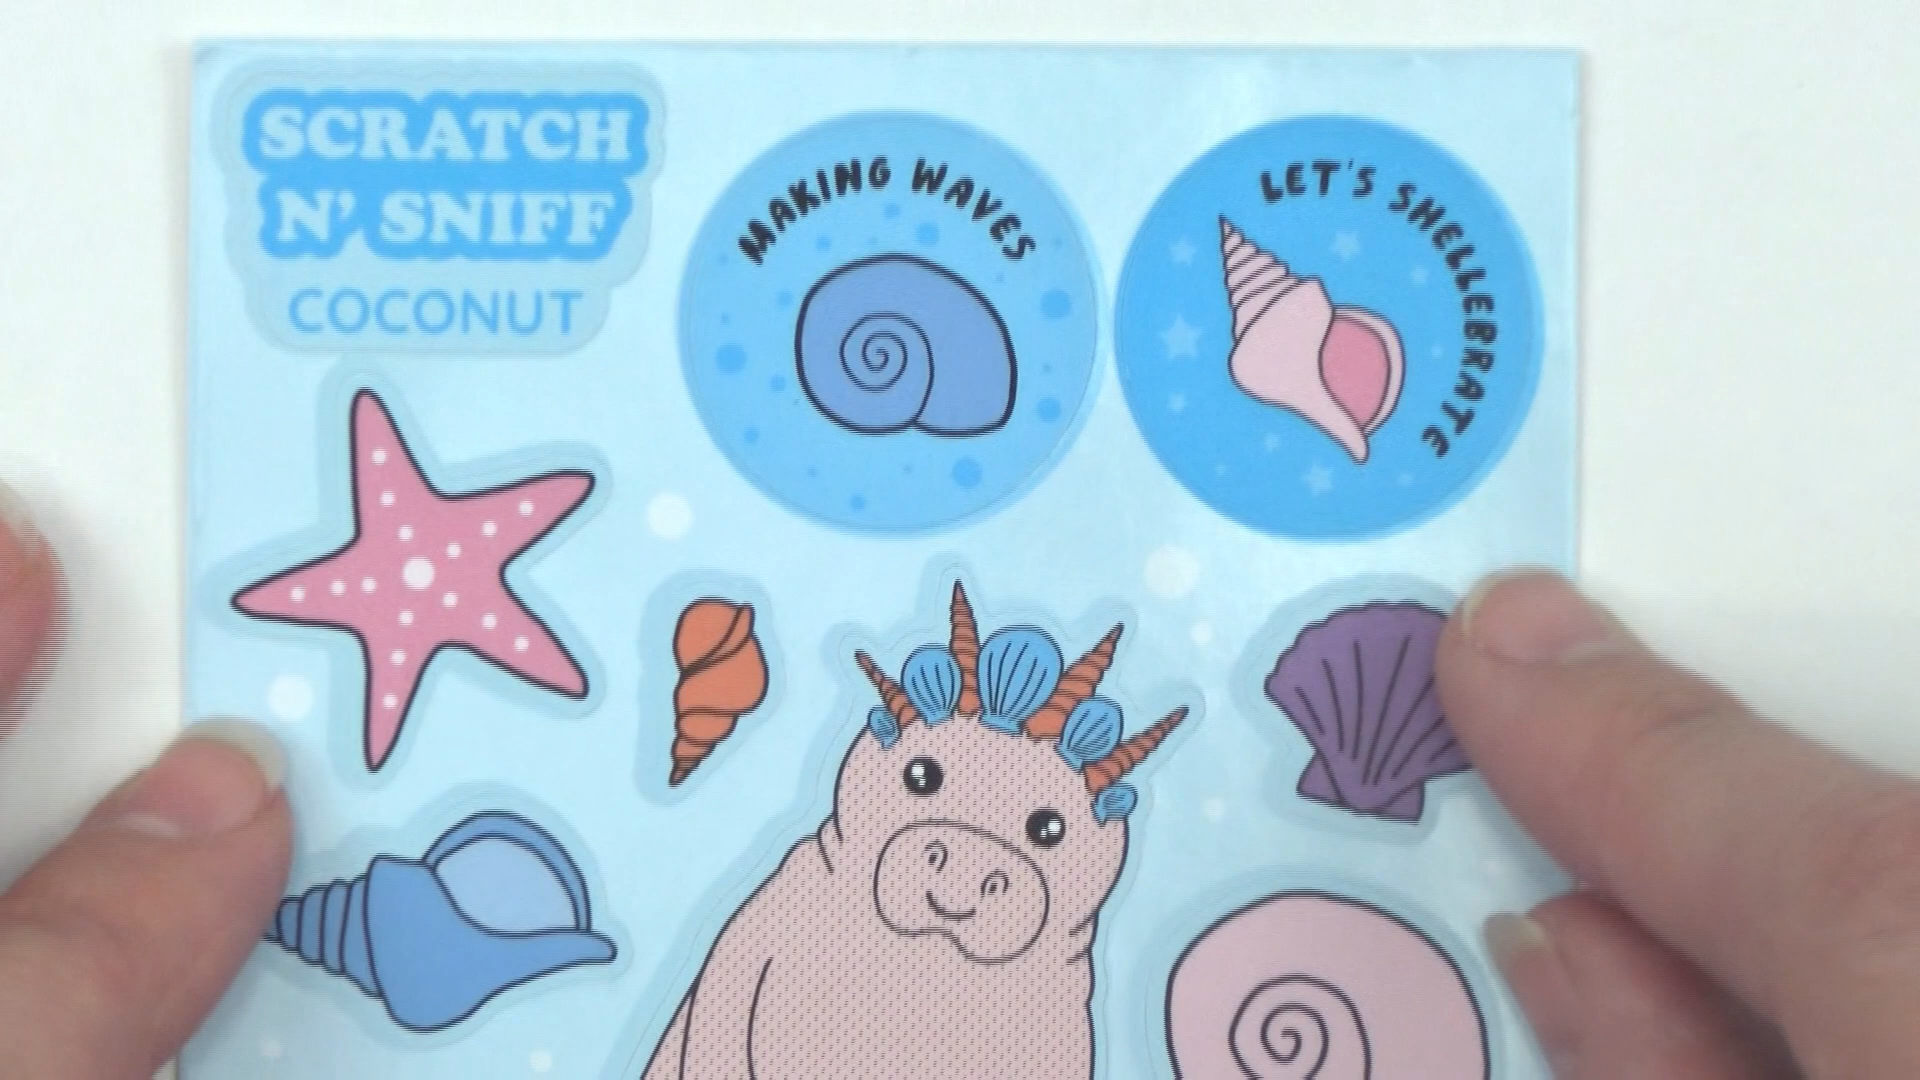 SCRATCH
N' SNIFF
COCONUT
MAKING WAVES
LET'S SHELLEBRATE